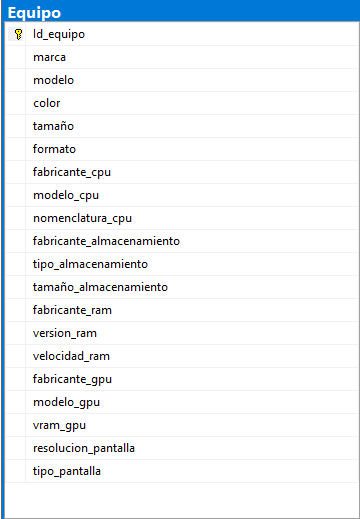 Equipo
Id_equipo
marca
modelo
color
tamaño
formato
fabricante_cpu
modelo_cpu
nomenclatura_cpu
fabricante_almacenamiento
tipo_almacenamiento
tamaño_almacenamiento
fabricante_ram
version_ram
velocidad_ram
fabricante_gpu
modelo_gpu
vram_gpu
resolucion_pantalla
tipo_pantalla